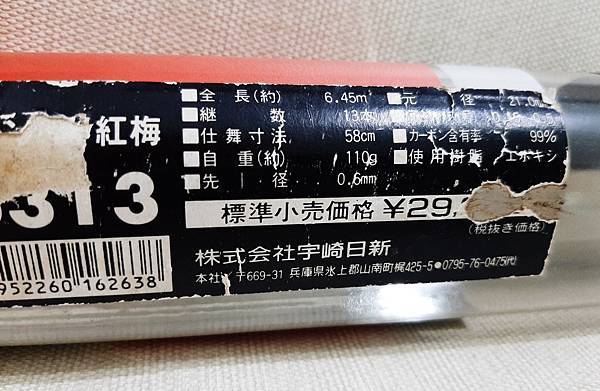 ■全長(約) 6.45m
■継数 13本
■仕舞寸法 58cm
■自重(約) 110g
■先径 0.6mm
■元径 21.0
■カーボン含有率 99%
■使用樹脂 エポキシ
紅梅
313
標準小売価格 ¥29,
(税抜き価格)
株式会社宇崎日新
本社/〒669-31 兵庫県氷上郡山南町梶425-5 ●0795-76-0475㈹
952260 162638